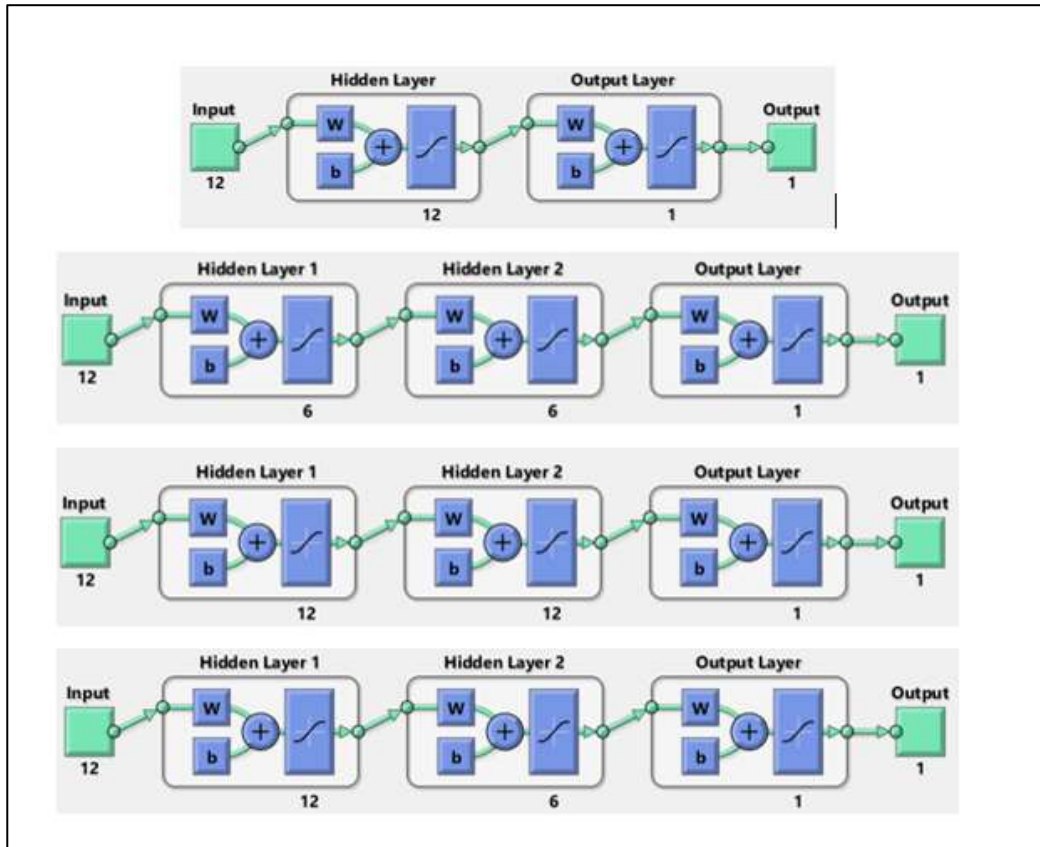 Hidden Layer Output Layer
Input Output
W W
b b
12 1
12 1
Hidden Layer 1 Hidden Layer 2 Output Layer
Input Output
W W W
b b b
12 1
6 6 1
Hidden Layer 1 Hidden Layer 2 Output Layer
Input Output
W W W
b b b
12 1
12 12 1
Hidden Layer 1 Hidden Layer 2 Output Layer
Input Output
W W W
b b b
12 1
12 6 1